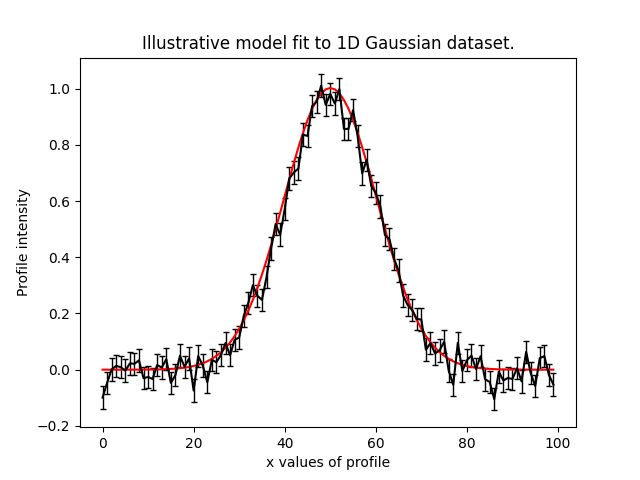 Illustrative model fit to 1D Gaussian dataset.
Profile intensity
1.0
0.8
0.6
0.4
0.2
0.0
−0.2
0 20 40 60 80 100
x values of profile